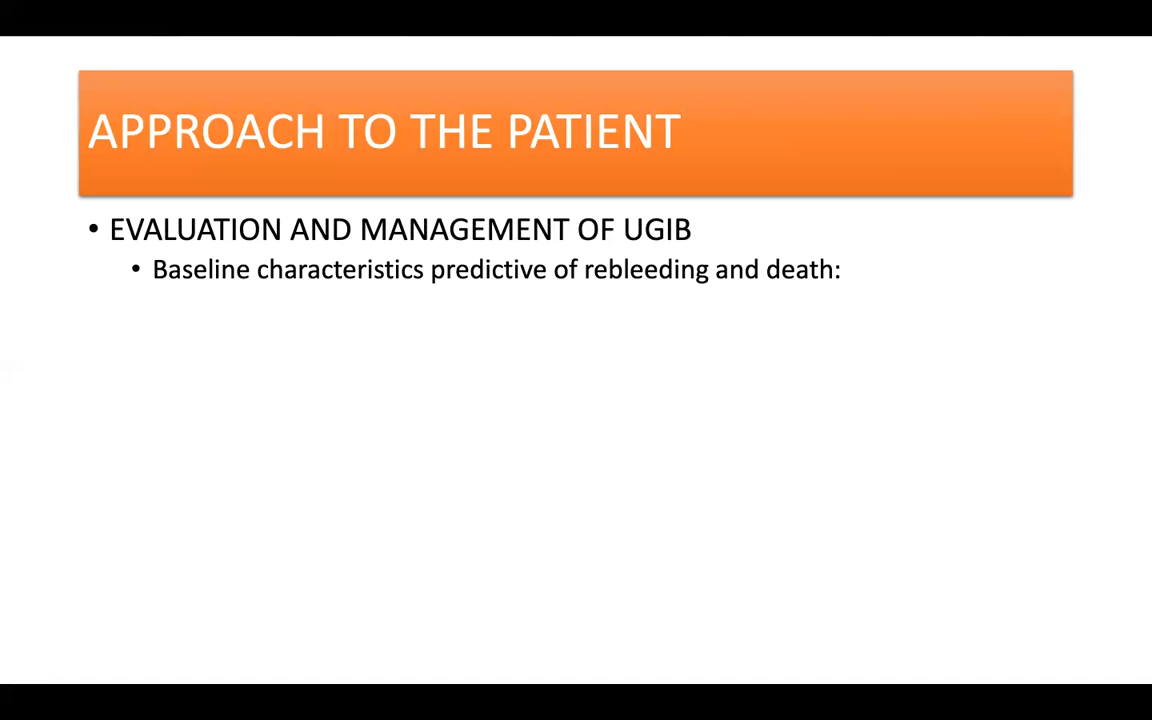 APPROACH TO THE PATIENT
• EVALUATION AND MANAGEMENT OF UGIB
• Baseline characteristics predictive of rebleeding and death: